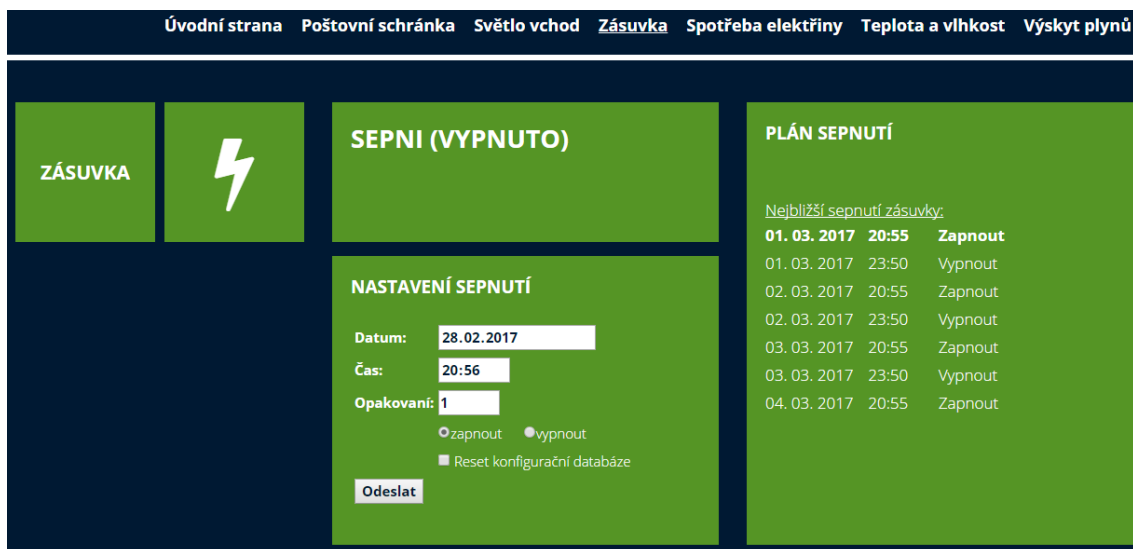 Úvodní strana Poštovní schránka Světlo vchod Zásuvka Spotřeba elektřiny Teplota a vlhkost Výskyt plynů
ZÁSUVKA
SEPNI (VYPNUTO)
NASTAVENÍ SEPNUTÍ
Datum: 28.02.2017
Čas: 20:56
Opakovaní: 1
zapnout vypnout
Reset konfigurační databáze
Odeslat
PLÁN SEPNUTÍ
Nejbližší sepnutí zásuvky:
01. 03. 2017 20:55 Zapnout
01. 03. 2017 23:50 Vypnout
02. 03. 2017 20:55 Zapnout
02. 03. 2017 23:50 Vypnout
03. 03. 2017 20:55 Zapnout
03. 03. 2017 23:50 Vypnout
04. 03. 2017 20:55 Zapnout